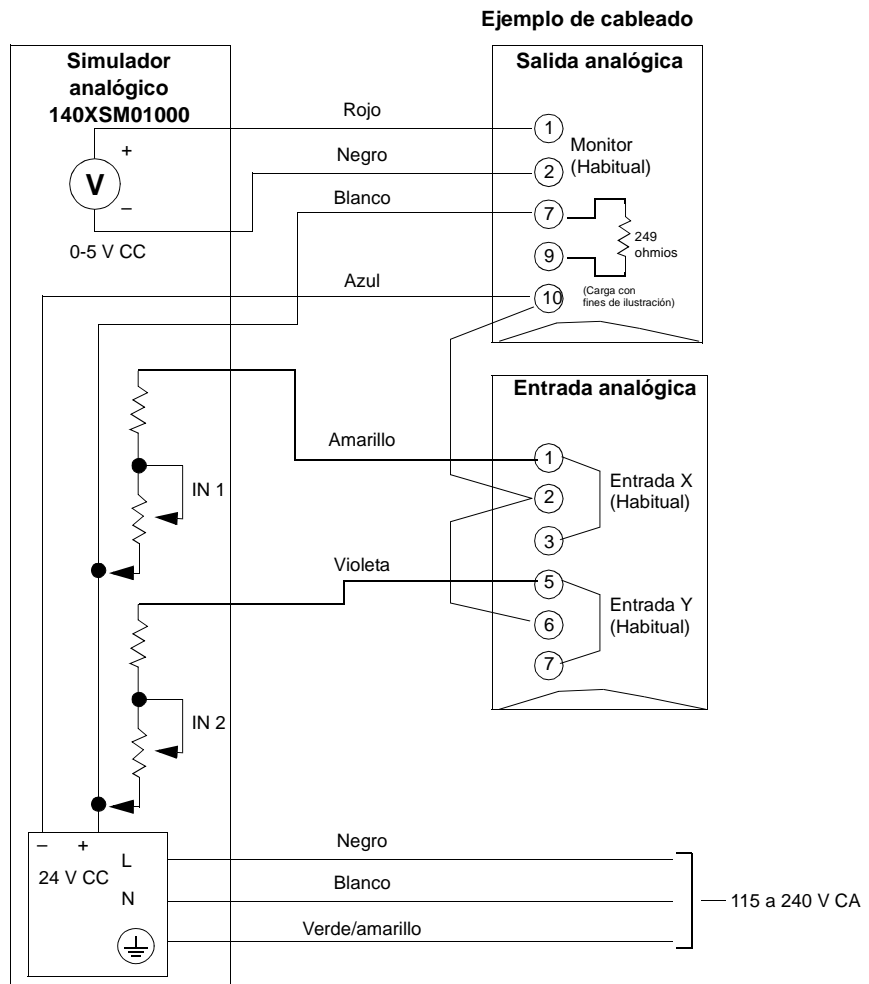 Ejemplo de cableado
Simulador
analógico
140XSM01000
+
V
–
0-5 V CC
Rojo
Negro
Blanco
Azul
Salida analógica
1
Monitor
(Habitual)
2
7
249
ohmios
9
10
(Carga con
fines de ilustración)
Entrada analógica
Amarillo
1
Entrada X
(Habitual)
2
3
IN 1
Violeta
5
Entrada Y
(Habitual)
6
7
IN 2
– +
24 V CC
L
N
Negro
Blanco
Verde/amarillo
115 a 240 V CA